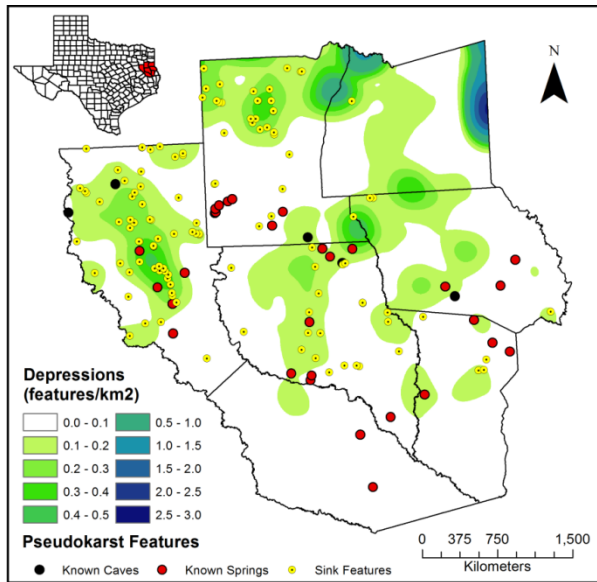 N
Depressions
(features/km2)
0.0 - 0.1 0.5 - 1.0
0.1 - 0.2 1.0 - 1.5
0.2 - 0.3 1.5 - 2.0
0.3 - 0.4 2.0 - 2.5
0.4 - 0.5 2.5 - 3.0
Pseudokarst Features
Known Caves Known Springs Sink Features
0 375 750 1,500
Kilometers